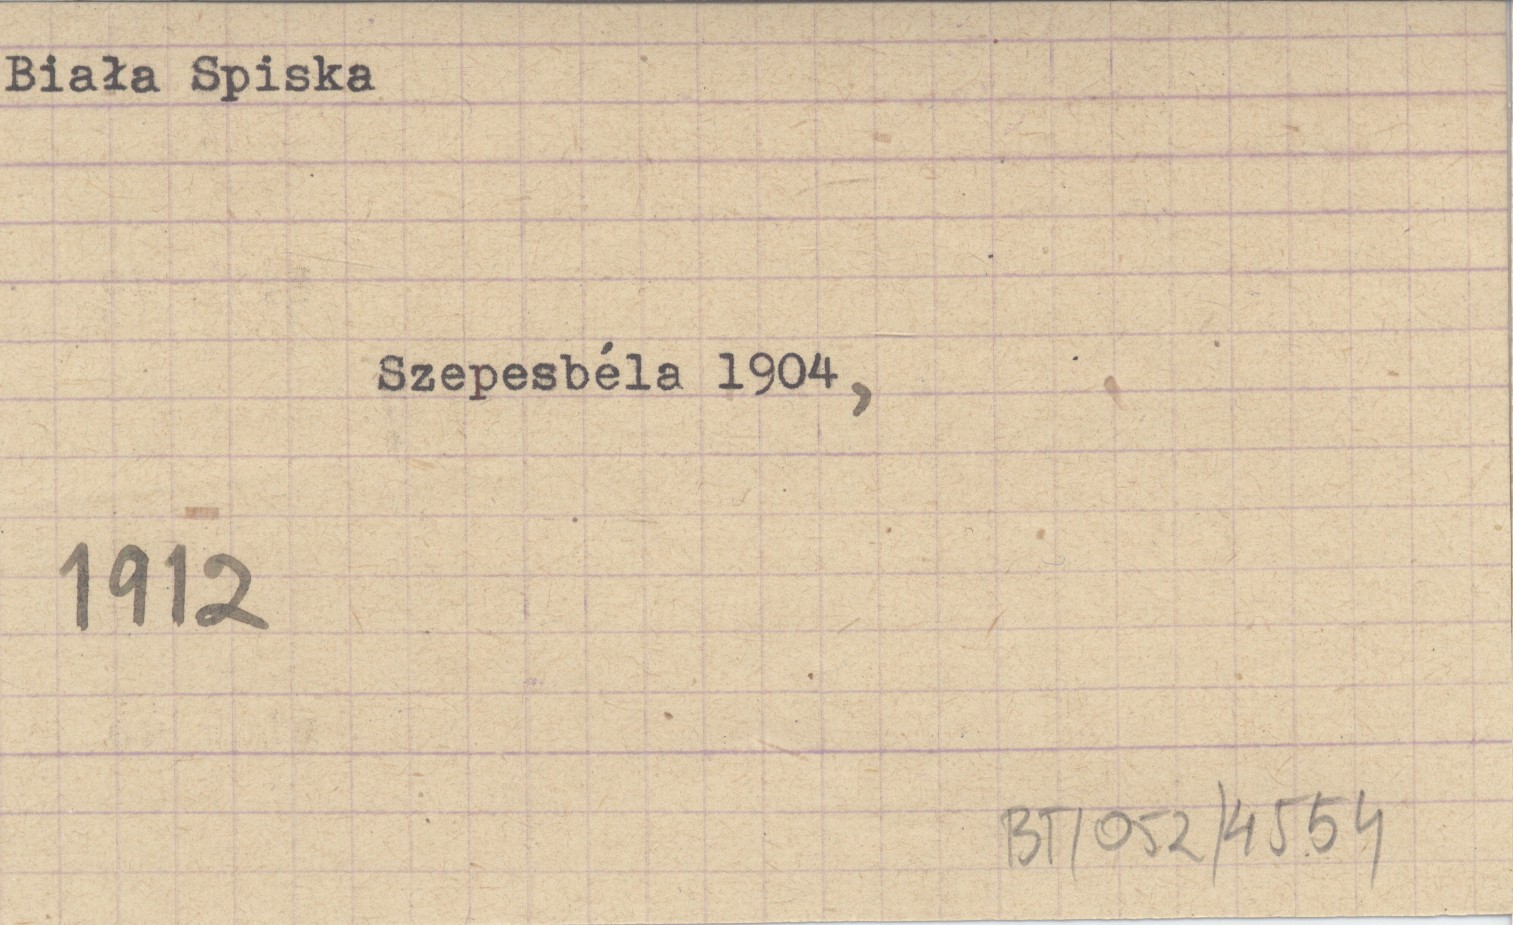 Biała Spiska
Szepesbéla 1904,
1912
BT/052/4554